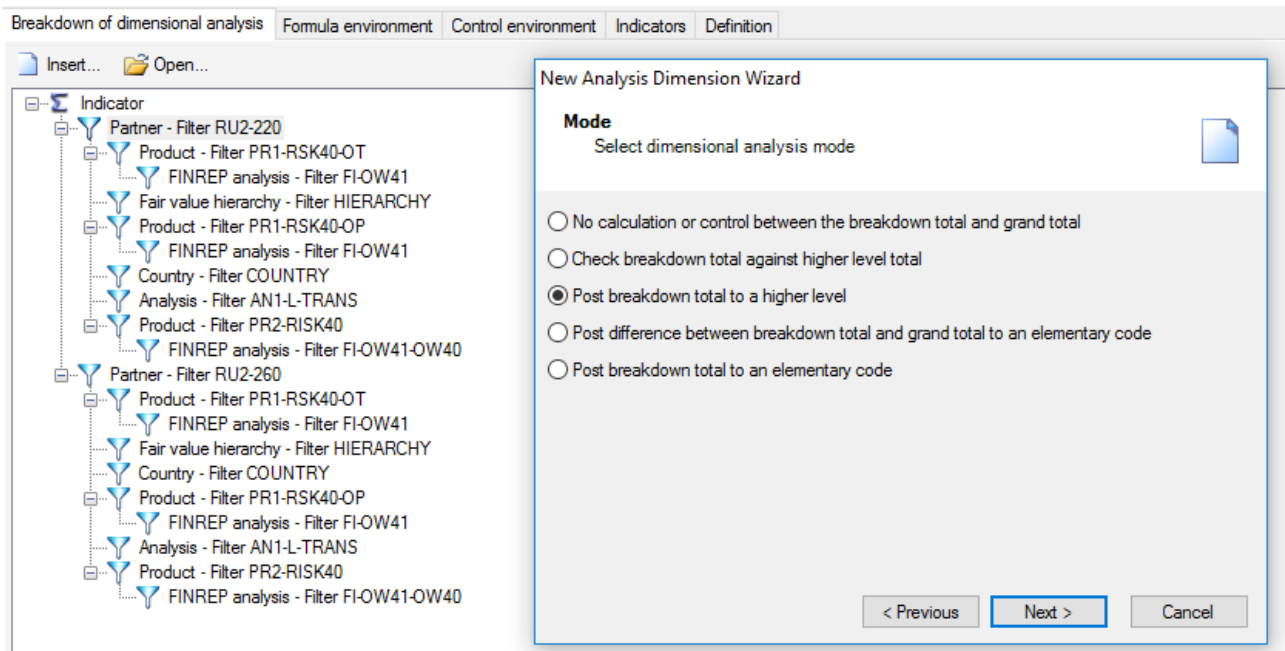 Breakdown of dimensional analysis Formula environment Control environment Indicators Definition
Insert... Open...
Indicator
Partner - Filter RU2-220
Product - Filter PR1-RSK40-OT
FINREP analysis - Filter FI-OW41
Fair value hierarchy - Filter HIERARCHY
Product - Filter PR1-RSK40-OP
FINREP analysis - Filter FI-OW41
Country - Filter COUNTRY
Analysis - Filter AN1-L-TRANS
Product - Filter PR2-RISK40
FINREP analysis - Filter FI-OW41-OW40
Partner - Filter RU2-260
Product - Filter PR1-RSK40-OT
FINREP analysis - Filter FI-OW41
Fair value hierarchy - Filter HIERARCHY
Country - Filter COUNTRY
Product - Filter PR1-RSK40-OP
FINREP analysis - Filter FI-OW41
Analysis - Filter AN1-L-TRANS
Product - Filter PR2-RISK40
FINREP analysis - Filter FI-OW41-OW40
New Analysis Dimension Wizard
Mode
Select dimensional analysis mode
No calculation or control between the breakdown total and grand total
Check breakdown total against higher level total
Post breakdown total to a higher level
Post difference between breakdown total and grand total to an elementary code
Post breakdown total to an elementary code
< Previous Next > Cancel